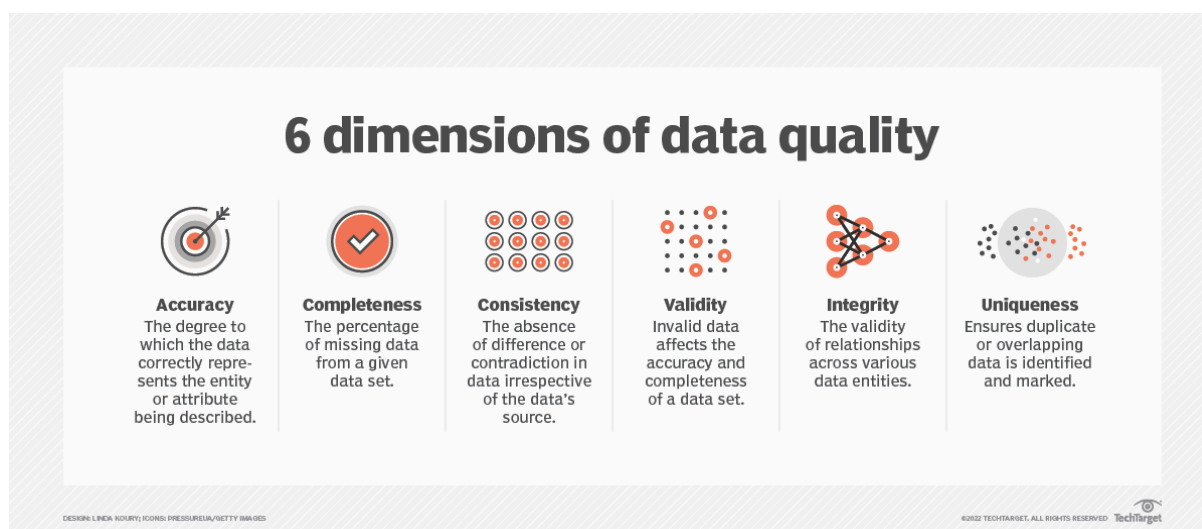 6 dimensions of data quality
Accuracy
The degree to
which the data
correctly repre-
sents the entity
or attribute
being described.
Completeness
The percentage
of missing data
from a given
data set.
Consistency
The absence
of difference or
contradiction in
data irrespective
of the data's
source.
Validity
Invalid data
affects the
accuracy and
completeness
of a data set.
Integrity
The validity
of relationships
across various
data entities.
Uniqueness
Ensures duplicate
or overlapping
data is identified
and marked.
DESIGN: LINDA KOURY; ICONS: PRESSUREUA/GETTY IMAGES
©2022 TECHTARGET. ALL RIGHTS RESERVED TechTarget